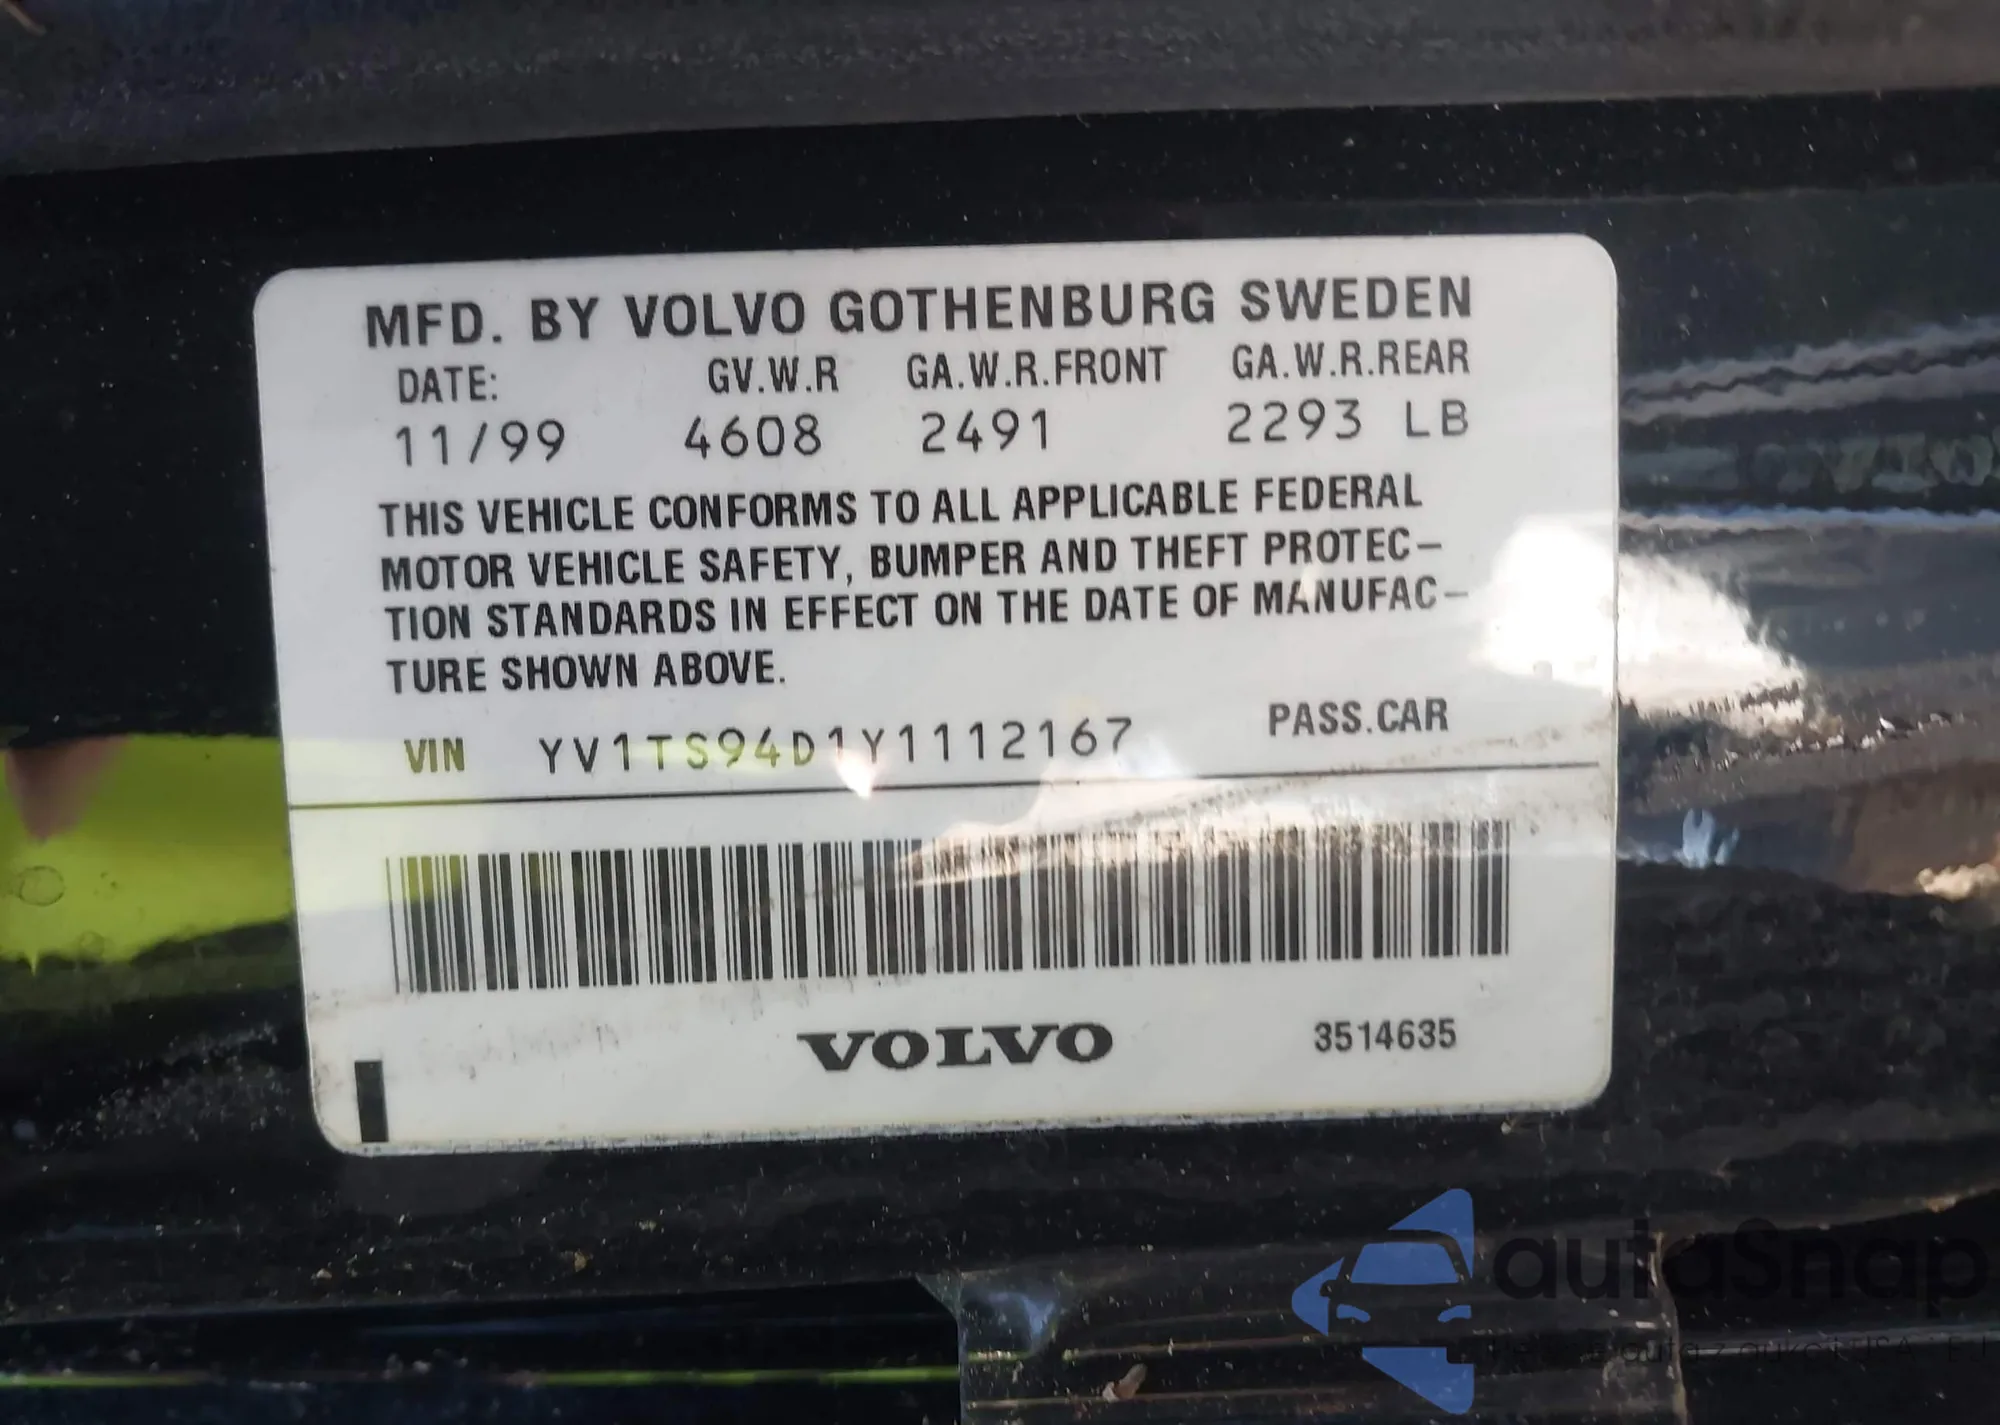 MFD. BY VOLVO GOTHENBURG SWEDEN
DATE: GV.W.R GA.W.R.FRONT GA.W.R.REAR
11/99 4608 2491 2293 LB
THIS VEHICLE CONFORMS TO ALL APPLICABLE FEDERAL
MOTOR VEHICLE SAFETY, BUMPER AND THEFT PROTEC-
TION STANDARDS IN EFFECT ON THE DATE OF MANUFAC-
TURE SHOWN ABOVE.
VIN YV1TS94D1Y1112167 PASS.CAR
VOLVO 3514635
autaSnap